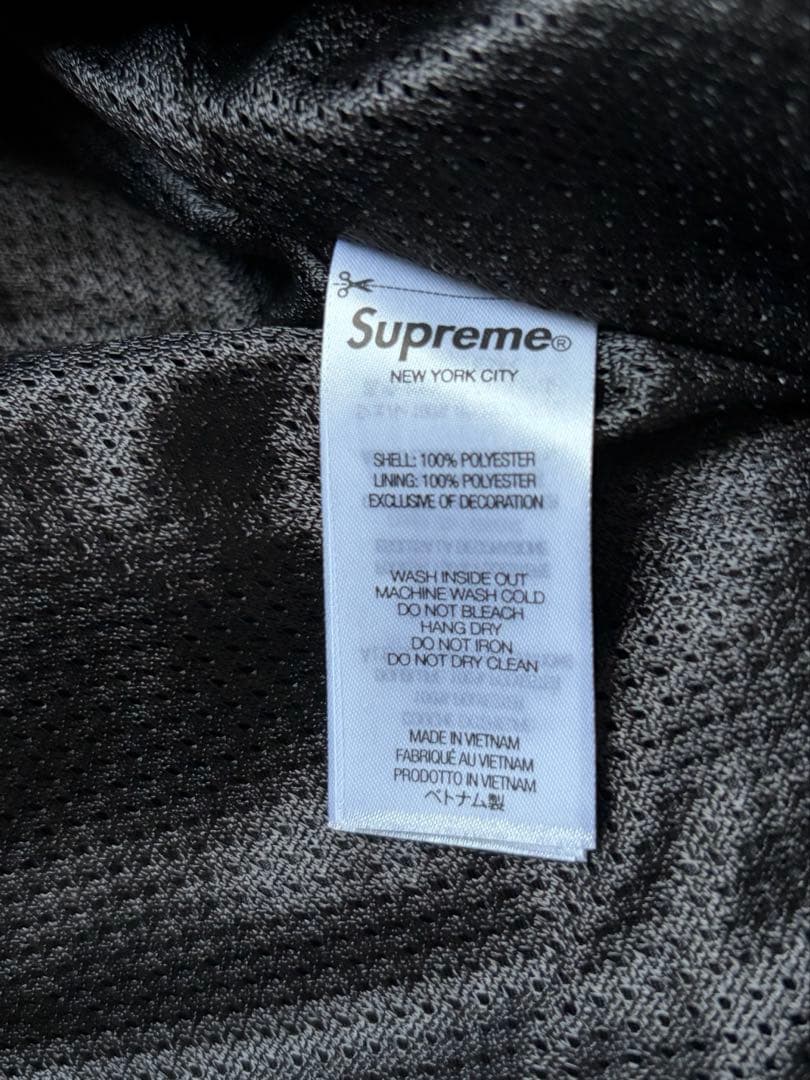 Supreme®
NEW YORK CITY
SHELL: 100% POLYESTER
LINING: 100% POLYESTER
EXCLUSIVE OF DECORATION
WASH INSIDE OUT
MACHINE WASH COLD
DO NOT BLEACH
HANG DRY
DO NOT IRON
DO NOT DRY CLEAN
MADE IN VIETNAM
FABRIQUÉ AU VIETNAM
PRODOTTO IN VIETNAM
ベトナム製